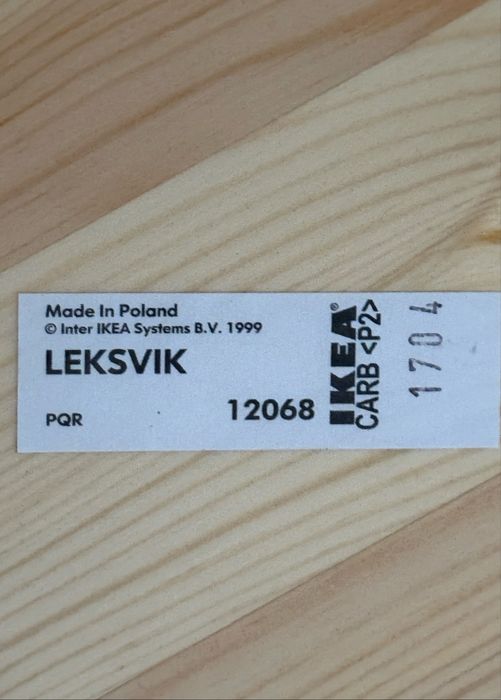 Made In Poland
© Inter IKEA Systems B.V. 1999
LEKSVIK
PQR
12068
IKEA®
CARB <P2>
1704